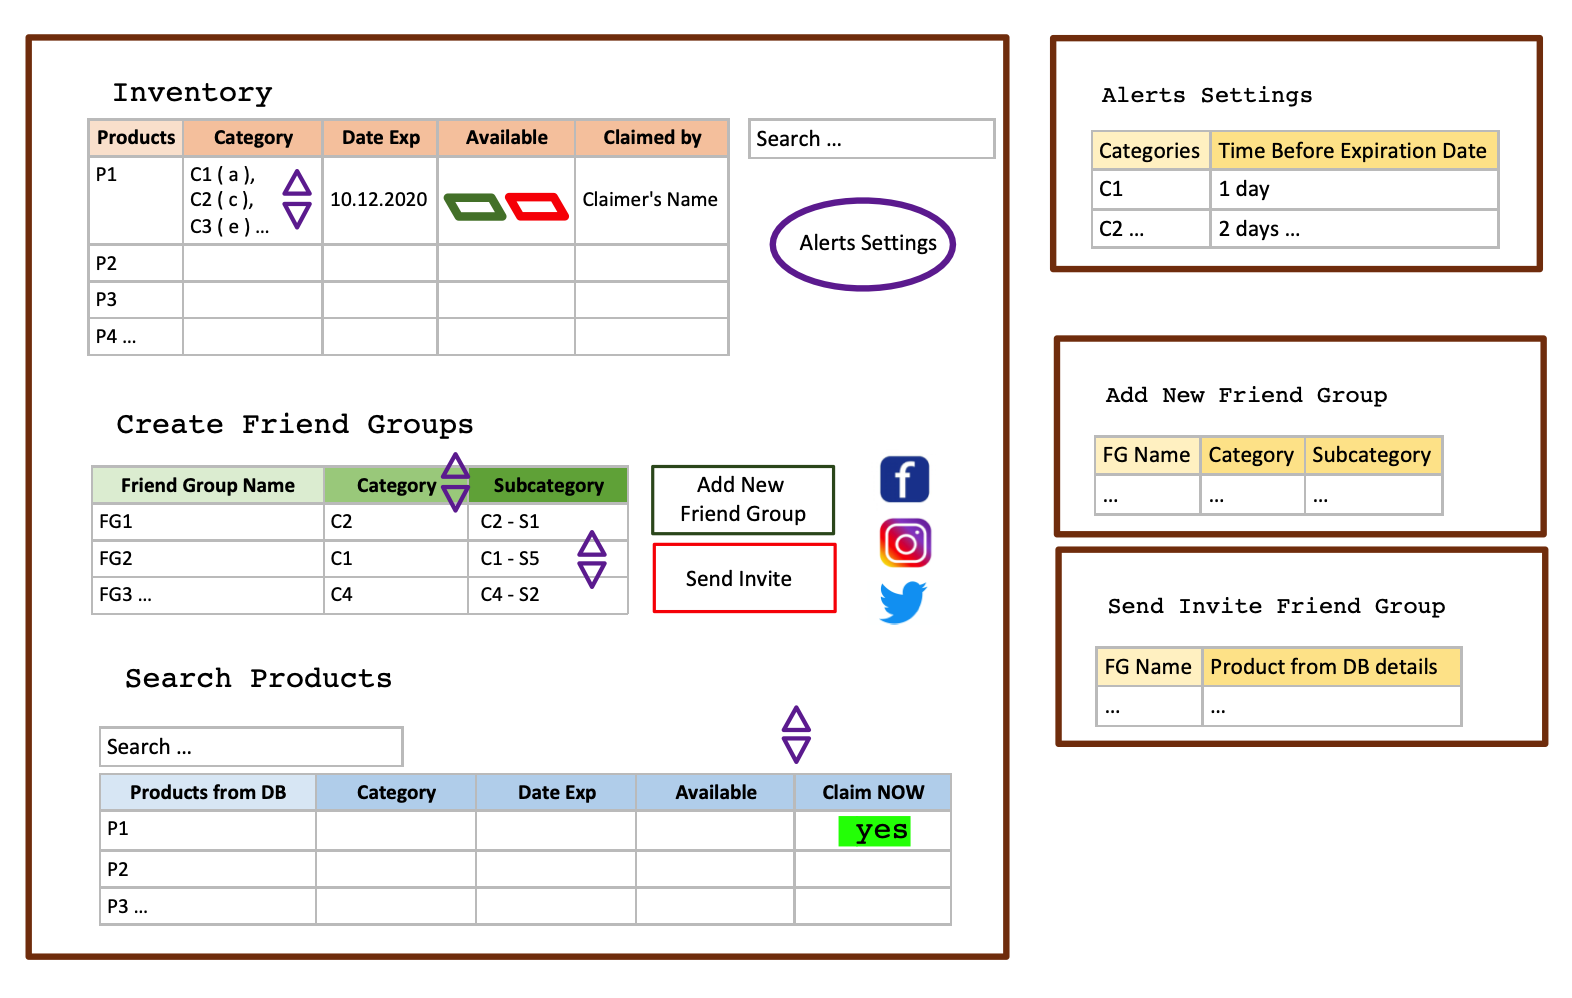 Inventory
Products Category Date Exp Available Claimed by
P1 C1 ( a ),
C2 ( c ),
C3 ( e ) ...
10.12.2020
Claimer's Name
P2
P3
P4 ...
Search ...
Alerts Settings
Create Friend Groups
Friend Group Name Category Subcategory
FG1 C2 C2 - S1
FG2 C1 C1 - S5
FG3 ... C4 C4 - S2
Add New
Friend Group
Send Invite
Search Products
Search ...
Products from DB Category Date Exp Available Claim NOW
P1 yes
P2
P3 ...
Alerts Settings
Categories Time Before Expiration Date
C1 1 day
C2 ... 2 days ...
Add New Friend Group
FG Name Category Subcategory
... ... ...
Send Invite Friend Group
FG Name Product from DB details
... ...